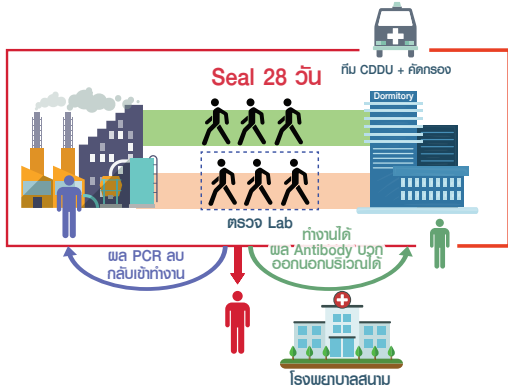 ทีม CDDU + คัดกรอง
Seal 28 วัน
Dormitory
ตรวจ Lab
ผล PCR ลบ
กลับเข้าทำงาน
ทำงานได้
ผล Antibody บวก
ออกนอกบริเวณได้
โรงพยาบาลสนาม